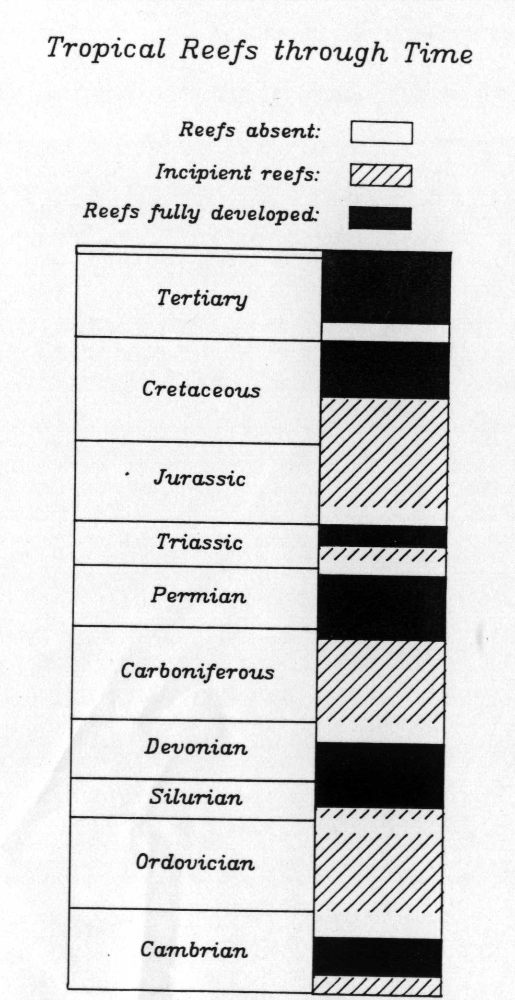 Tropical Reefs through Time
Reefs absent:
Incipient reefs:
Reefs fully developed:
Tertiary
Cretaceous
Jurassic
Triassic
Permian
Carboniferous
Devonian
Silurian
Ordovician
Cambrian